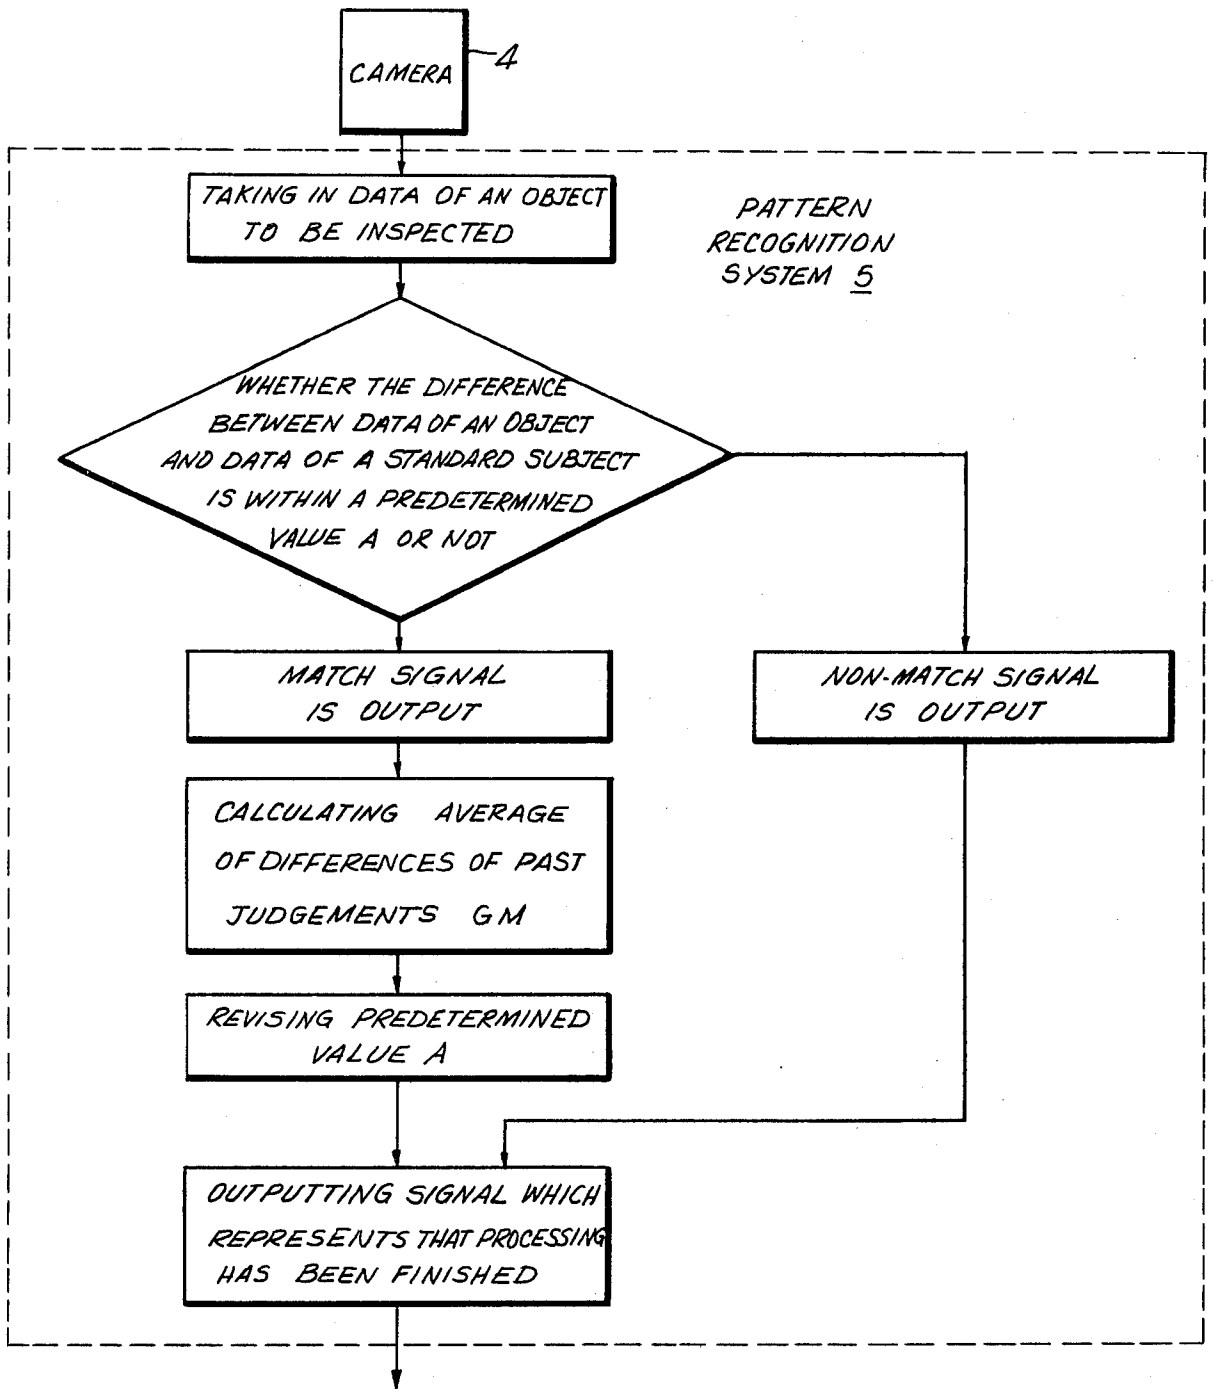 CAMERA
4
TAKING IN DATA OF AN OBJECT
TO BE INSPECTED
PATTERN
RECOGNITION
SYSTEM 5
WHETHER THE DIFFERENCE
BETWEEN DATA OF AN OBJECT
AND DATA OF A STANDARD SUBJECT
IS WITHIN A PREDETERMINED
VALUE A OR NOT
MATCH SIGNAL
IS OUTPUT
NON-MATCH SIGNAL
IS OUTPUT
CALCULATING AVERAGE
OF DIFFERENCES OF PAST
JUDGEMENTS GM
REVISING PREDETERMINED
VALUE A
OUTPUTTING SIGNAL WHICH
REPRESENTS THAT PROCESSING
HAS BEEN FINISHED